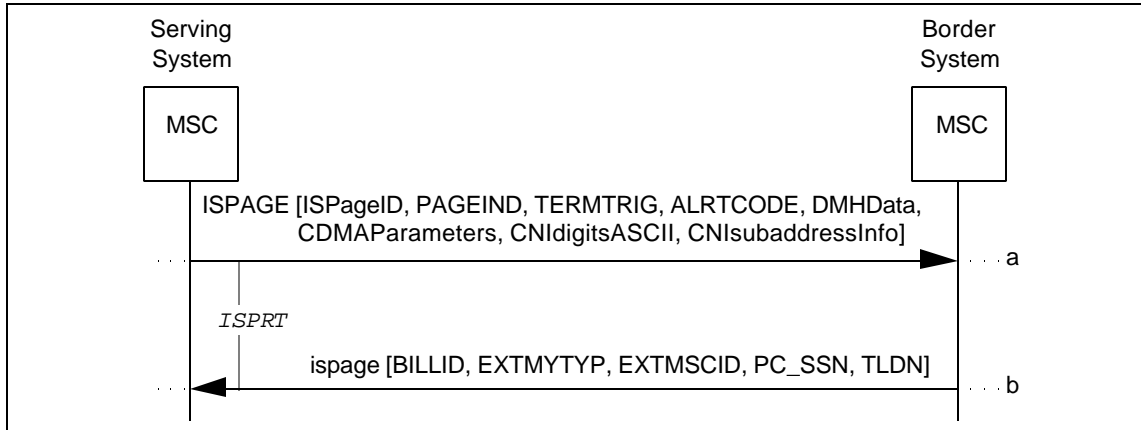 Serving
System
Border
System
MSC
MSC
ISPAGE [ISPageID, PAGEIND, TERMTRIG, ALRTCODE, DMHData,
CDMAParameters, CNIdigitsASCII, CNIsubaddressInfo]
a
ISPRT
ispage [BILLID, EXTMYTYP, EXTMSCID, PC_SSN, TLDN]
b